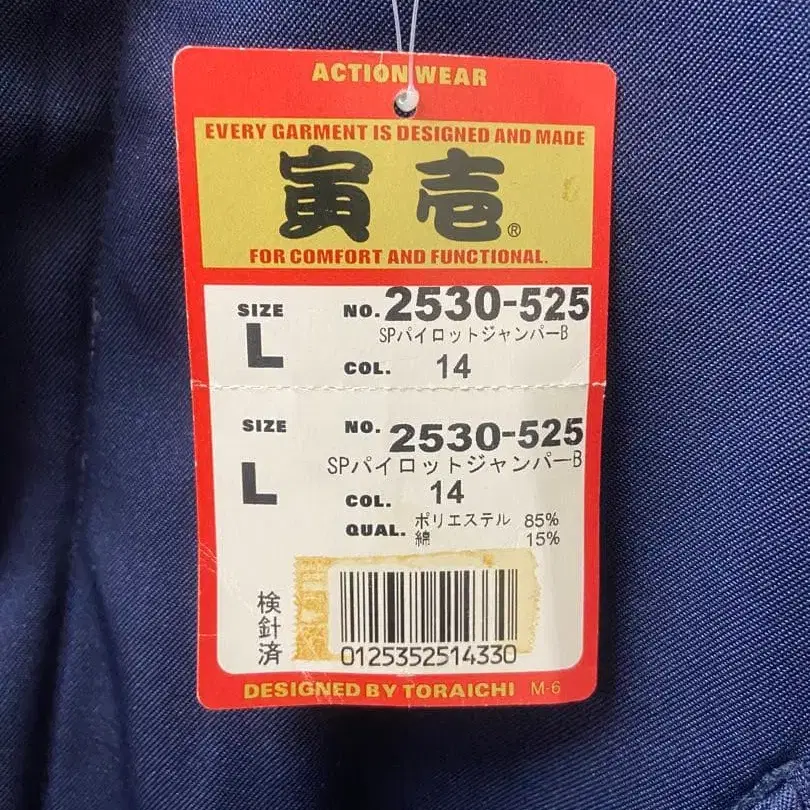 ACTION WEAR
EVERY GARMENT IS DESIGNED AND MADE
寅壱®
FOR COMFORT AND FUNCTIONAL.
SIZE L NO. 2530-525
SPパイロットジャンパーB
COL. 14
SIZE L NO. 2530-525
SPパイロットジャンパーB
COL. 14
QUAL. ポリエステル 85%
綿 15%
検針済
0125352514330
DESIGNED BY TORAICHI M-6